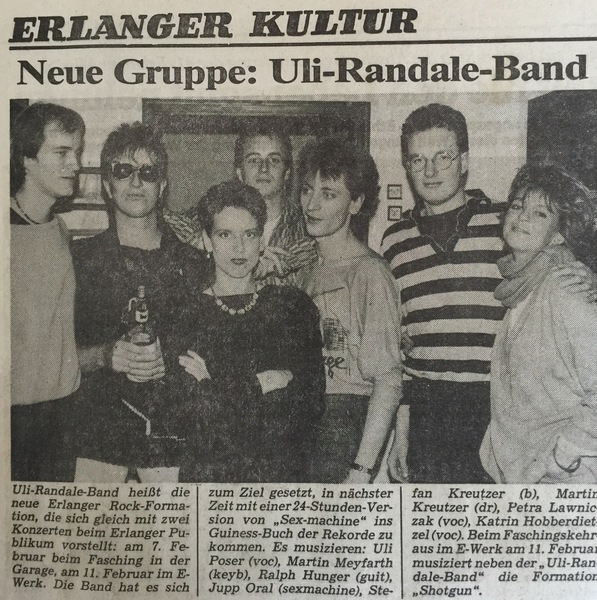 ERLANGER KULTUR
Neue Gruppe: Uli-Randale-Band
Uli-Randale-Band heißt die
neue Erlanger Rock-Forma-
tion, die sich gleich mit zwei
Konzerten beim Erlanger Pu-
blikum vorstellt: am 7. Fe-
bruar beim Fasching in der
Garage, am 11. Februar im E-
Werk. Die Band hat es sich
zum Ziel gesetzt, in nächster
Zeit mit einer 24-Stunden-Ver-
sion von „Sex-machine" ins
Guiness-Buch der Rekorde zu
kommen. Es musizieren: Uli
Poser (voc), Martin Meyfarth
(keyb), Ralph Hunger (guit),
Jupp Oral (sexmachine), Ste-
fan Kreutzer (b), Martin
Kreutzer (dr), Petra Lawnic-
zak (voc), Katrin Hobberdiet-
zel (voc). Beim Faschingskehr-
aus im E-Werk am 11. Februar
musiziert neben der „Uli-Ran-
dale-Band" die Formation
„Shotgun".